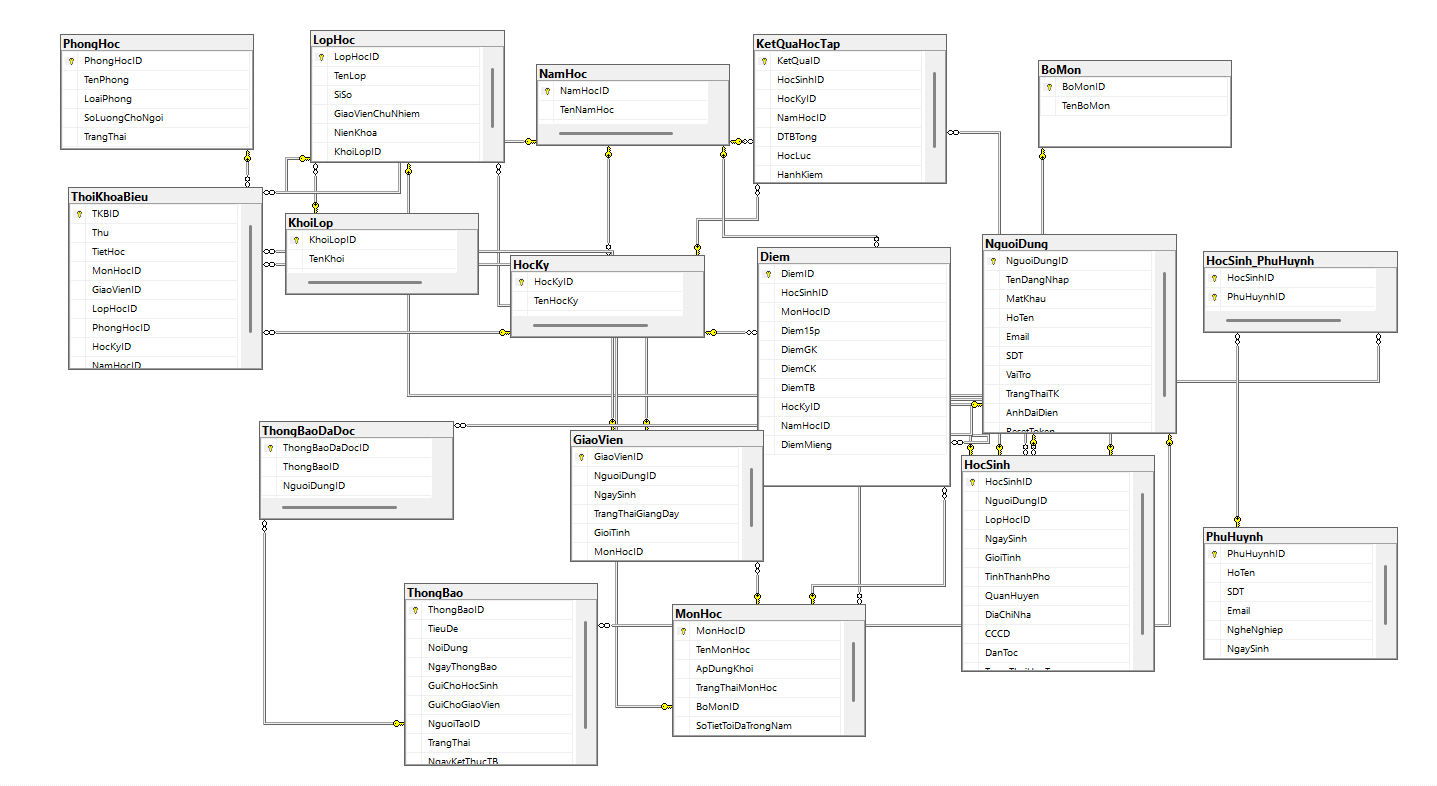 PhongHoc
PhongHocID
TenPhong
LoaiPhong
SoLuongChoNgoi
TrangThai
LopHoc
LopHocID
TenLop
SiSo
GiaoVienChuNhiem
NienKhoa
KhoiLopID
NamHoc
NamHocID
TenNamHoc
KetQuaHocTap
KetQuaID
HocSinhID
HocKyID
NamHocID
DTBTong
HocLuc
HanhKiem
BoMon
BoMonID
TenBoMon
ThoiKhoaBieu
TKBID
Thu
TietHoc
MonHocID
GiaoVienID
LopHocID
PhongHocID
HocKyID
NamHocID
KhoiLop
KhoiLopID
TenKhoi
HocKy
HocKyID
TenHocKy
Diem
DiemID
HocSinhID
MonHocID
Diem15p
DiemGK
DiemCK
DiemTB
HocKyID
NamHocID
DiemMieng
NguoiDung
NguoiDungID
TenDangNhap
MatKhau
HoTen
Email
SDT
VaiTro
TrangThaiTK
AnhDaiDien
ResetToken
HocSinh_PhuHuynh
HocSinhID
PhuHuynhID
ThongBaoDaDoc
ThongBaoDaDocID
ThongBaoID
NguoiDungID
GiaoVien
GiaoVienID
NguoiDungID
NgaySinh
TrangThaiGiangDay
GioiTinh
MonHocID
HocSinh
HocSinhID
NguoiDungID
LopHocID
NgaySinh
GioiTinh
TinhThanhPho
QuanHuyen
DiaChiNha
CCCD
DanToc
PhuHuynh
PhuHuynhID
HoTen
SDT
Email
NgheNghiep
NgaySinh
ThongBao
ThongBaoID
TieuDe
NoiDung
NgayThongBao
GuiChoHocSinh
GuiChoGiaoVien
NguoiTaoID
TrangThai
NgayKetThucTB
MonHoc
MonHocID
TenMonHoc
ApDungKhoi
TrangThaiMonHoc
BoMonID
SoTietToiDaTrongNam